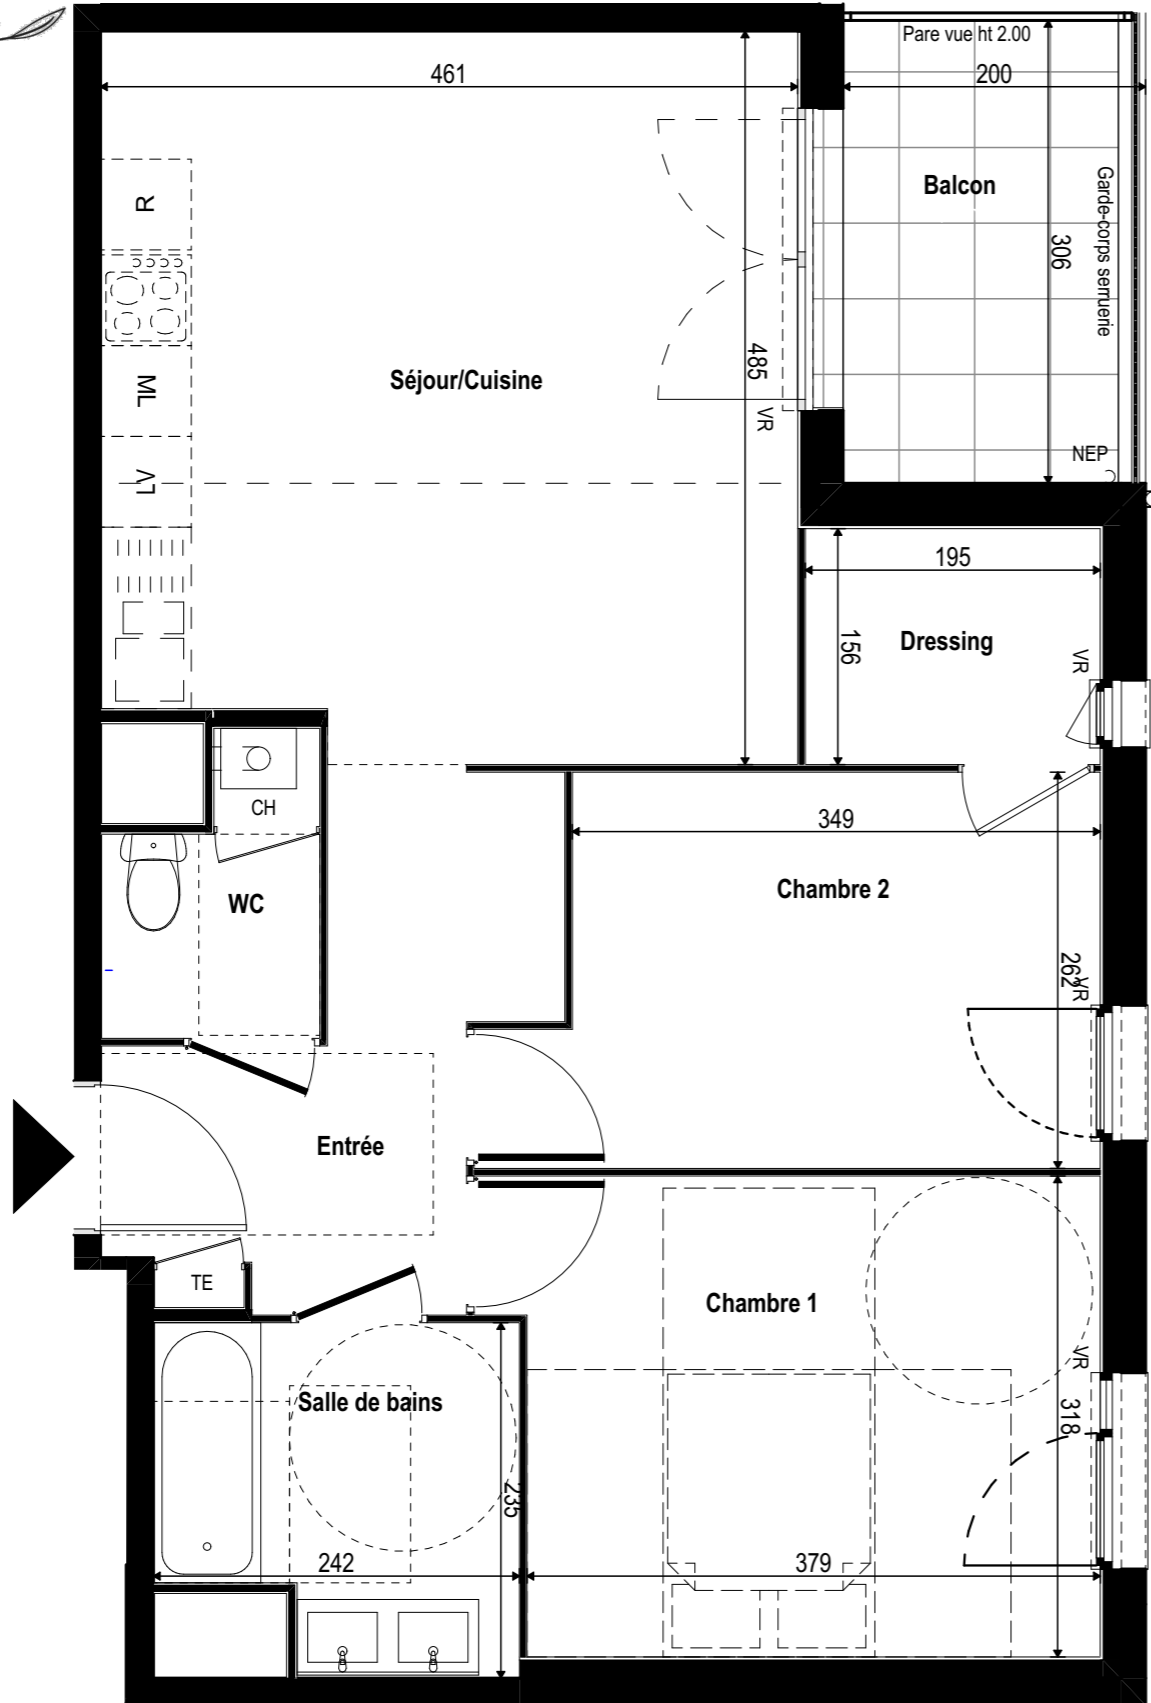 Pare vue ht 2.00
461
200
Balcon
Garde-corps serruerie
R
306
485
ML
Séjour/Cuisine
VR
NEP
LV
195
156
Dressing
VR
CH
349
WC
Chambre 2
262
VR
Entrée
TE
Chambre 1
VR
318
Salle de bains
235
242
379